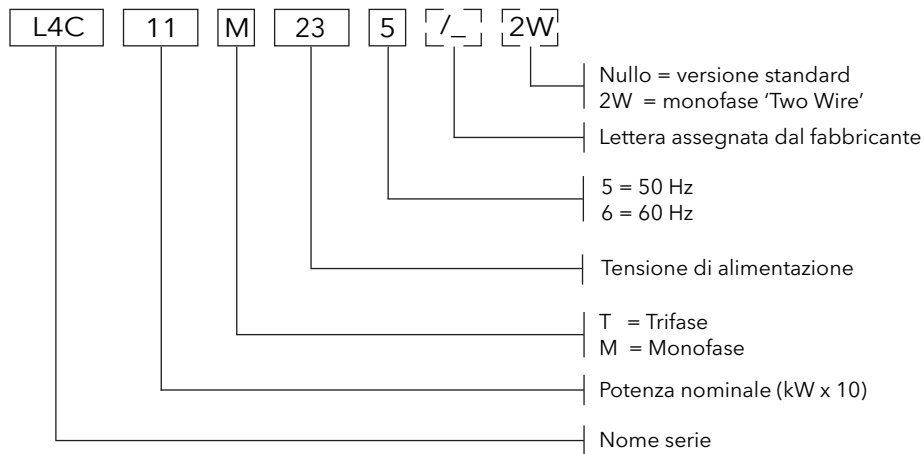 L4C 11 M 23 5 /_ 2W
Nullo = versione standard
2W = monofase 'Two Wire'
Lettera assegnata dal fabbricante
5 = 50 Hz
6 = 60 Hz
Tensione di alimentazione
T = Trifase
M = Monofase
Potenza nominale (kW x 10)
Nome serie